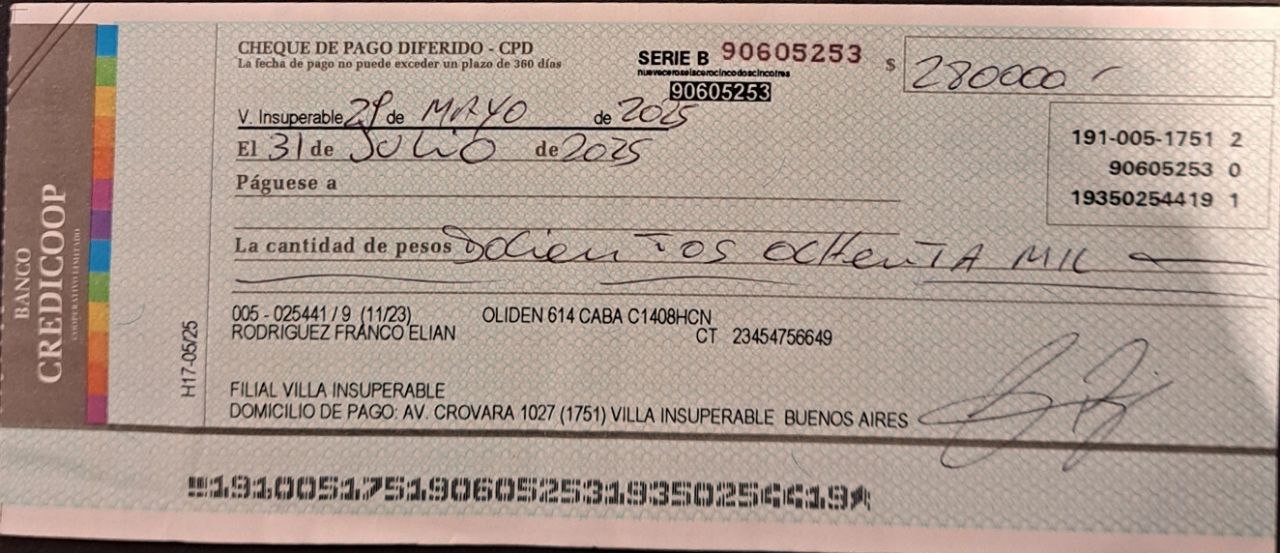 BANCO
CREDICOOP
COOPERATIVO LIMITADO
CHEQUE DE PAGO DIFERIDO - CPD
La fecha de pago no puede exceder un plazo de 360 días
SERIE B 90605253
nueveceroseiscerocincodoscincotres
90605253
$ 280000
V. Insuperable 29 de MAYO de 2025
El 31 de JULIO de 2025
191-005-1751 2
90605253 0
19350254419 1
Páguese a
La cantidad de pesos Docientos ochenta mil
005 - 025441 / 9 (11/23) OLIDEN 614 CABA C1408HCN
RODRIGUEZ FRANCO ELIAN CT 23454756649
H17-05/25
FILIAL VILLA INSUPERABLE
DOMICILIO DE PAGO: AV. CROVARA 1027 (1751) VILLA INSUPERABLE BUENOS AIRES
19100517519060525319350254419